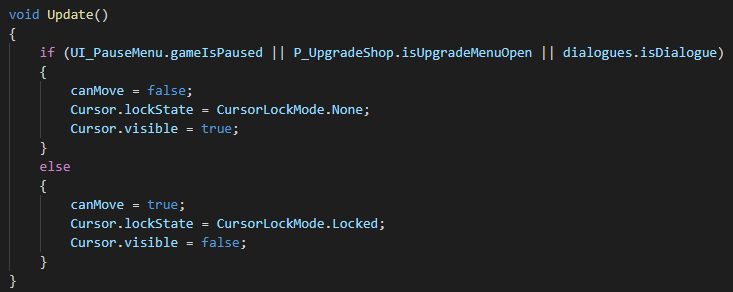 void Update()
{
    if (UI_PauseMenu.gameIsPaused || P_UpgradeShop.isUpgradeMenuOpen || dialogues.isDialogue)
    {
        canMove = false;
        Cursor.lockState = CursorLockMode.None;
        Cursor.visible = true;
    }
    else
    {
        canMove = true;
        Cursor.lockState = CursorLockMode.Locked;
        Cursor.visible = false;
    }
}